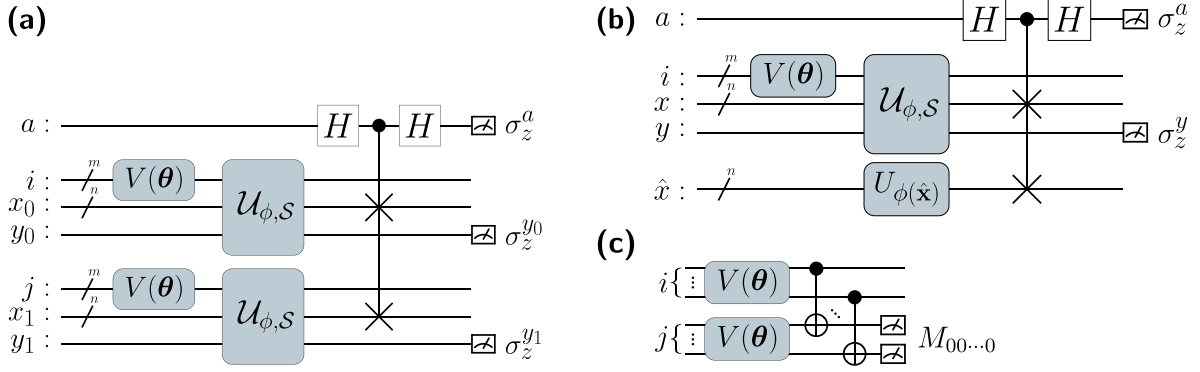 (a)
a : H H σ_z^a
i : m V(θ) 𝒰_{ϕ,𝒮}
x_0 : n
y_0 : σ_z^{y_0}
j : m V(θ) 𝒰_{ϕ,𝒮}
x_1 : n
y_1 : σ_z^{y_1}
(b)
a : H H σ_z^a
i : m V(θ) 𝒰_{ϕ,𝒮}
x : n
y : σ_z^y
x̂ : n U_{ϕ(x̂)}
(c)
i{ ⋮ V(θ)
j{ ⋮ V(θ) M_{00⋯0}